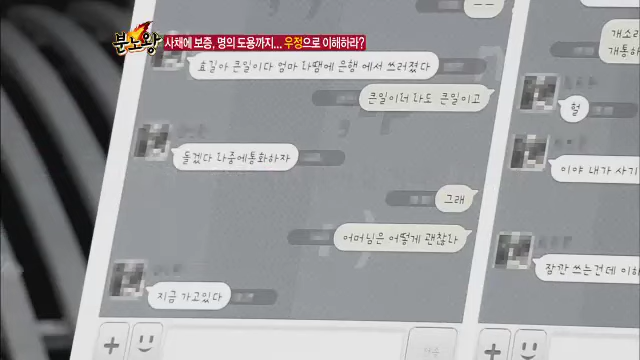 분노왕
사채에 보증, 명의 도용까지... 우정으로 이해하라?
효길아 큰일이다 엄마 나땜에 은행 에서 쓰러졌다
큰일이네 나도 큰일이고
돌겠다 나중에통화하자
그래
어머님은 어떻게 괜찮나
지금 가고있다
개소리
개통하
헐
이야 내가 사기
잠깐 쓰는건데 이해